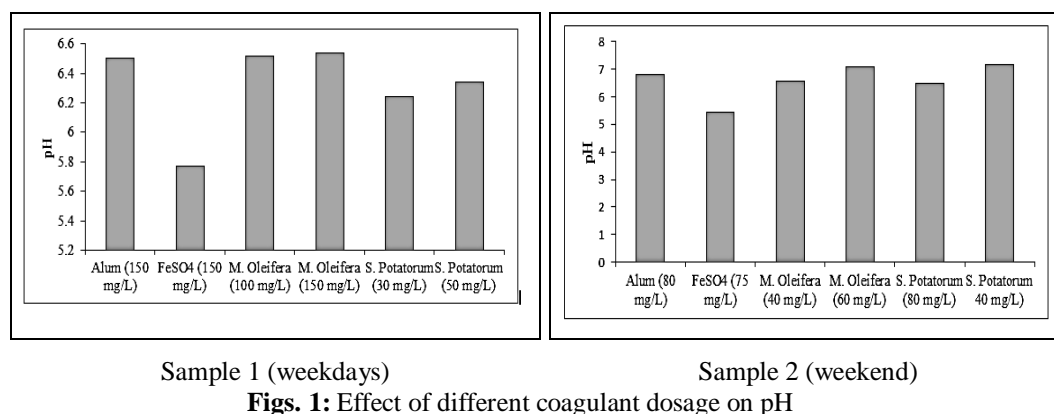 6.6
6.4
6.2
6
5.8
5.6
5.4
5.2
pH
Alum (150 mg/L)
FeSO4 (150 mg/L)
M. Oleifera (100 mg/L)
M. Oleifera (150 mg/L)
S. Potatorum (30 mg/L)
S. Potatorum (50 mg/L)
8
7
6
5
4
3
2
1
0
pH
Alum (80 mg/L)
FeSO4 (75 mg/L)
M. Oleifera (40 mg/L)
M. Oleifera (60 mg/L)
S. Potatorum (80 mg/L)
S. Potatorum 40 mg/L)
Sample 1 (weekdays)
Sample 2 (weekend)
Figs. 1: Effect of different coagulant dosage on pH